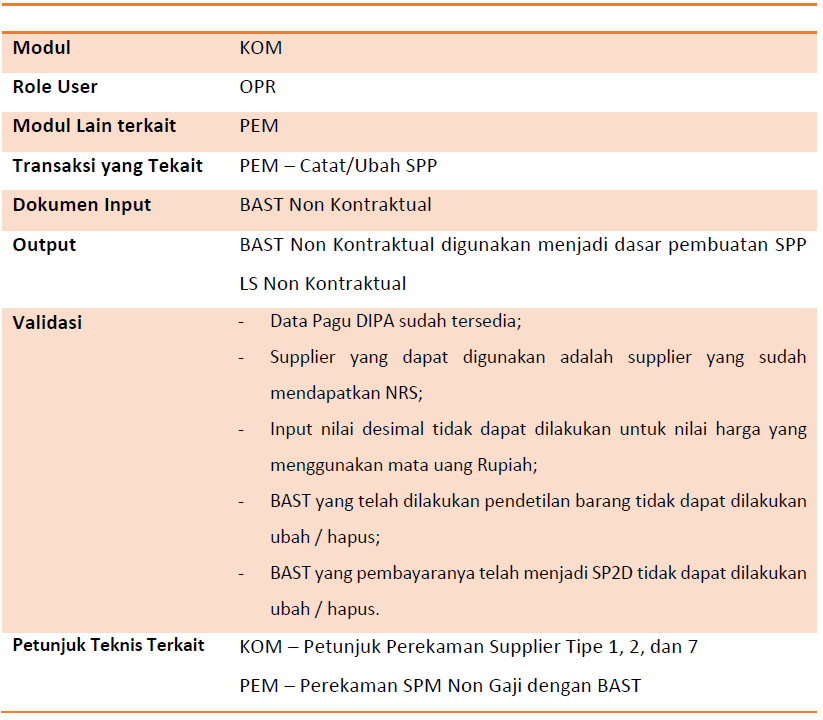 Modul KOM
Role User OPR
Modul Lain terkait PEM
Transaksi yang Tekait PEM – Catat/Ubah SPP
Dokumen Input BAST Non Kontraktual
Output BAST Non Kontraktual digunakan menjadi dasar pembuatan SPP
LS Non Kontraktual
Validasi - Data Pagu DIPA sudah tersedia;
- Supplier yang dapat digunakan adalah supplier yang sudah
mendapatkan NRS;
- Input nilai desimal tidak dapat dilakukan untuk nilai harga yang
menggunakan mata uang Rupiah;
- BAST yang telah dilakukan pendetilan barang tidak dapat dilakukan
ubah / hapus;
- BAST yang pembayaranya telah menjadi SP2D tidak dapat dilakukan
ubah / hapus.
Petunjuk Teknis Terkait KOM – Petunjuk Perekaman Supplier Tipe 1, 2, dan 7
PEM – Perekaman SPM Non Gaji dengan BAST